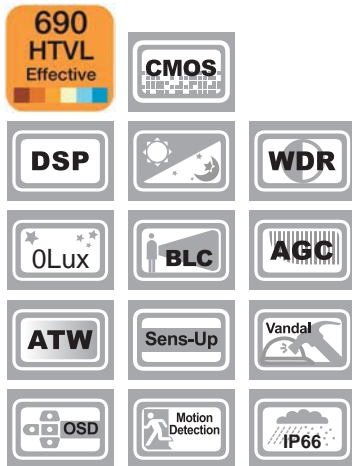 690
HTVL
Effective
CMOS
DSP
WDR
0Lux
BLC
AGC
ATW
Sens-Up
Vandal
OSD
Motion
Detection
IP66